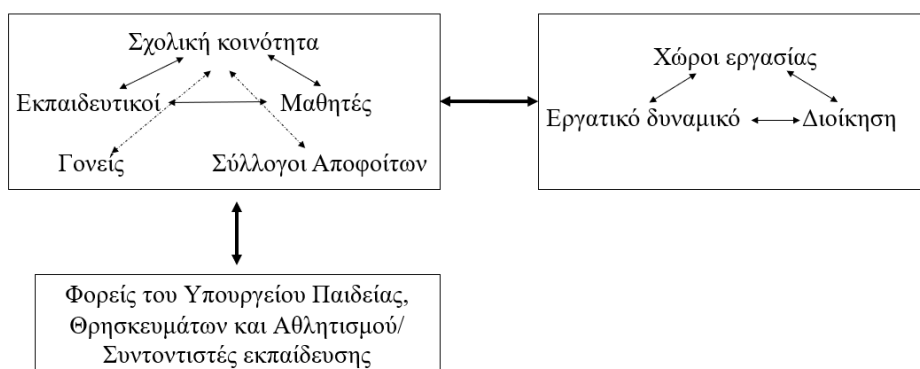 Σχολική κοινότητα
Εκπαιδευτικοί Μαθητές
Γονείς Σύλλογοι Αποφοίτων
Χώροι εργασίας
Εργατικό δυναμικό Διοίκηση
Φορείς του Υπουργείου Παιδείας,
Θρησκευμάτων και Αθλητισμού/
Συντονιστές εκπαίδευσης